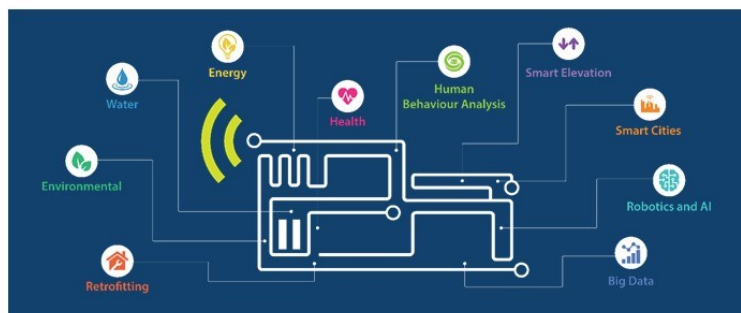 Energy
Water
Health
Human
Behaviour Analysis
Smart Elevation
Smart Cities
Environmental
Robotics and AI
Retrofitting
Big Data